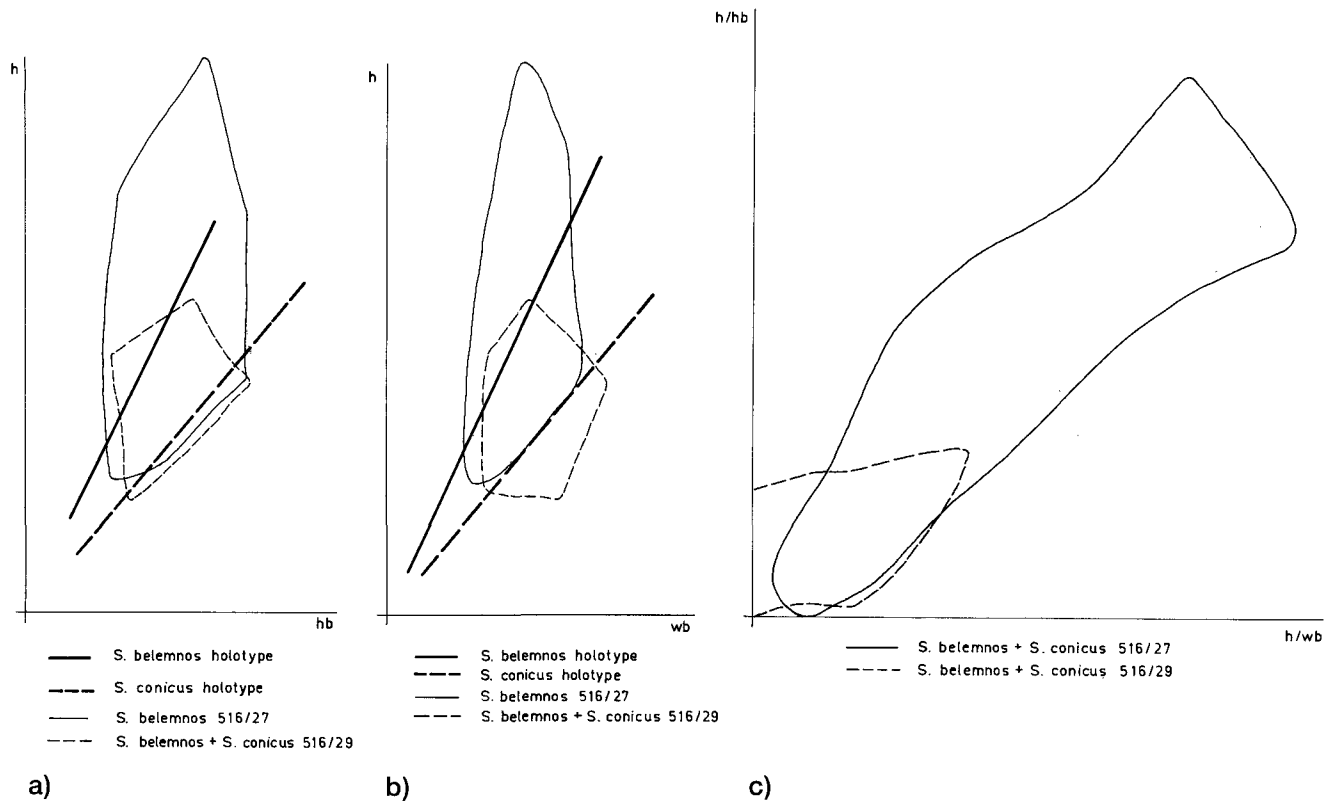 h
hb
S. belemnos holotype
S. conicus holotype
S. belemnos 516/27
S. belemnos + S. conicus 516/29
a)
h
wb
S. belemnos holotype
S. conicus holotype
S. belemnos 516/27
S. belemnos + S. conicus 516/29
b)
h/hb
h/wb
S. belemnos + S. conicus 516/27
S. belemnos + S. conicus 516/29
c)